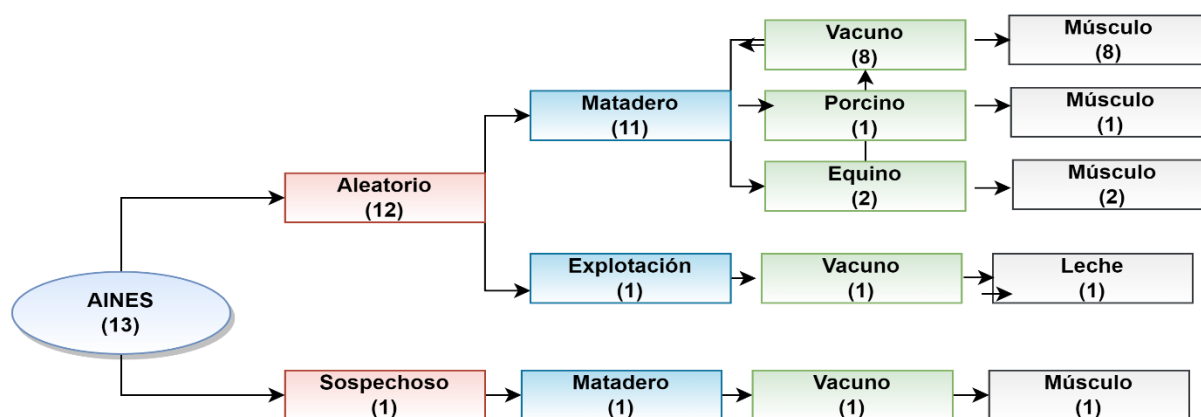 Vacuno
(8)
Músculo
(8)
Matadero
(11)
Porcino
(1)
Músculo
(1)
Aleatorio
(12)
Equino
(2)
Músculo
(2)
AINES
(13)
Explotación
(1)
Vacuno
(1)
Leche
(1)
Sospechoso
(1)
Matadero
(1)
Vacuno
(1)
Músculo
(1)